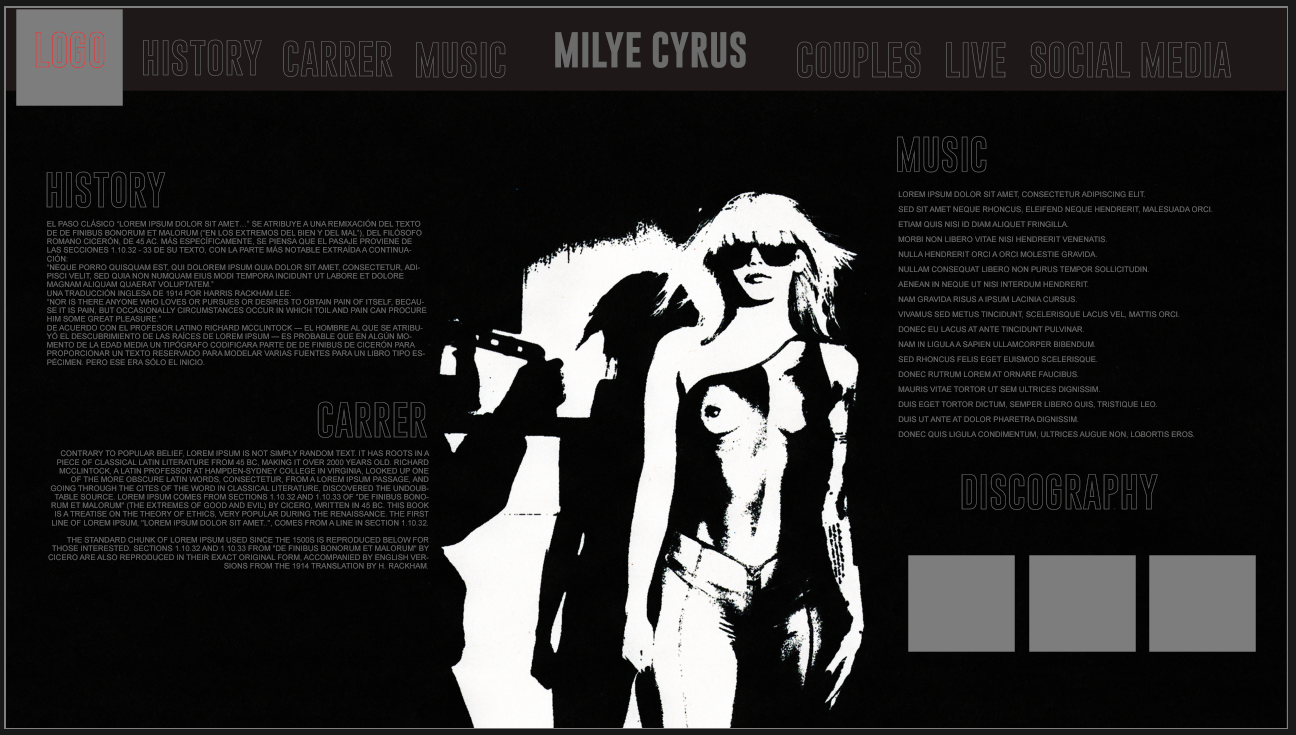 LOGO
HISTORY CARRER MUSIC MILYE CYRUS COUPLES LIVE SOCIAL MEDIA
HISTORY
EL PASO CLÁSICO "LOREM IPSUM DOLOR SIT AMET…" SE ATRIBUYE A UNA REMIXACIÓN DEL TEXTO
DE DE FINIBUS BONORUM ET MALORUM ("EN LOS EXTREMOS DEL BIEN Y DEL MAL"), DEL FILÓSOFO
ROMANO CICERÓN, DE 45 AC. MÁS ESPECÍFICAMENTE, SE PIENSA QUE EL PASAJE PROVIENE DE
LAS SECCIONES 1.10.32 - 33 DE SU TEXTO, CON LA PARTE MÁS NOTABLE EXTRAÍDA A CONTINUA-
CIÓN:
"NEQUE PORRO QUISQUAM EST, QUI DOLOREM IPSUM QUIA DOLOR SIT AMET, CONSECTETUR, ADI-
PISCI VELIT, SED QUIA NON NUMQUAM EIUS MODI TEMPORA INCIDUNT UT LABORE ET DOLORE
MAGNAM ALIQUAM QUAERAT VOLUPTATEM."
UNA TRADUCCIÓN INGLESA DE 1914 POR HARRIS RACKHAM LEE:
"NOR IS THERE ANYONE WHO LOVES OR PURSUES OR DESIRES TO OBTAIN PAIN OF ITSELF, BECAU-
SE IT IS PAIN, BUT OCCASIONALLY CIRCUMSTANCES OCCUR IN WHICH TOIL AND PAIN CAN PROCURE
HIM SOME GREAT PLEASURE."
DE ACUERDO CON EL PROFESOR LATINO RICHARD MCCLINTOCK — EL HOMBRE AL QUE SE ATRIBU-
YÓ EL DESCUBRIMIENTO DE LAS RAÍCES DE LOREM IPSUM — ES PROBABLE QUE EN ALGÚN MO-
MENTO DE LA EDAD MEDIA UN TIPÓGRAFO CODIFICARA PARTE DE DE FINIBUS DE CICERÓN PARA
PROPORCIONAR UN TEXTO RESERVADO PARA MODELAR VARIAS FUENTES PARA UN LIBRO TIPO ES-
PÉCIMEN. PERO ESE ERA SÓLO EL INICIO.
CARRER
CONTRARY TO POPULAR BELIEF, LOREM IPSUM IS NOT SIMPLY RANDOM TEXT. IT HAS ROOTS IN A
PIECE OF CLASSICAL LATIN LITERATURE FROM 45 BC, MAKING IT OVER 2000 YEARS OLD. RICHARD
MCCLINTOCK, A LATIN PROFESSOR AT HAMPDEN-SYDNEY COLLEGE IN VIRGINIA, LOOKED UP ONE
OF THE MORE OBSCURE LATIN WORDS, CONSECTETUR, FROM A LOREM IPSUM PASSAGE, AND
GOING THROUGH THE CITES OF THE WORD IN CLASSICAL LITERATURE, DISCOVERED THE UNDOUB-
TABLE SOURCE. LOREM IPSUM COMES FROM SECTIONS 1.10.32 AND 1.10.33 OF "DE FINIBUS BONO-
RUM ET MALORUM" (THE EXTREMES OF GOOD AND EVIL) BY CICERO, WRITTEN IN 45 BC. THIS BOOK
IS A TREATISE ON THE THEORY OF ETHICS, VERY POPULAR DURING THE RENAISSANCE. THE FIRST
LINE OF LOREM IPSUM, "LOREM IPSUM DOLOR SIT AMET..", COMES FROM A LINE IN SECTION 1.10.32.
THE STANDARD CHUNK OF LOREM IPSUM USED SINCE THE 1500S IS REPRODUCED BELOW FOR
THOSE INTERESTED. SECTIONS 1.10.32 AND 1.10.33 FROM "DE FINIBUS BONORUM ET MALORUM" BY
CICERO ARE ALSO REPRODUCED IN THEIR EXACT ORIGINAL FORM, ACCOMPANIED BY ENGLISH VER-
SIONS FROM THE 1914 TRANSLATION BY H. RACKHAM.
MUSIC
LOREM IPSUM DOLOR SIT AMET, CONSECTETUR ADIPISCING ELIT.
SED SIT AMET NEQUE RHONCUS, ELEIFEND NEQUE HENDRERIT, MALESUADA ORCI.
ETIAM QUIS NISI ID DIAM ALIQUET FRINGILLA.
MORBI NON LIBERO VITAE NISI HENDRERIT VENENATIS.
NULLA HENDRERIT ORCI A ORCI MOLESTIE GRAVIDA.
NULLAM CONSEQUAT LIBERO NON PURUS TEMPOR SOLLICITUDIN.
AENEAN IN NEQUE UT NISI INTERDUM HENDRERIT.
NAM GRAVIDA RISUS A IPSUM LACINIA CURSUS.
VIVAMUS SED METUS TINCIDUNT, SCELERISQUE LACUS VEL, MATTIS ORCI.
DONEC EU LACUS AT ANTE TINCIDUNT PULVINAR.
NAM IN LIGULA A SAPIEN ULLAMCORPER BIBENDUM.
SED RHONCUS FELIS EGET EUISMOD SCELERISQUE.
DONEC RUTRUM LOREM AT ORNARE FAUCIBUS.
MAURIS VITAE TORTOR UT SEM ULTRICES DIGNISSIM.
DUIS EGET TORTOR DICTUM, SEMPER LIBERO QUIS, TRISTIQUE LEO.
DUIS UT ANTE AT DOLOR PHARETRA DIGNISSIM.
DONEC QUIS LIGULA CONDIMENTUM, ULTRICES AUGUE NON, LOBORTIS EROS.
DISCOGRAPHY